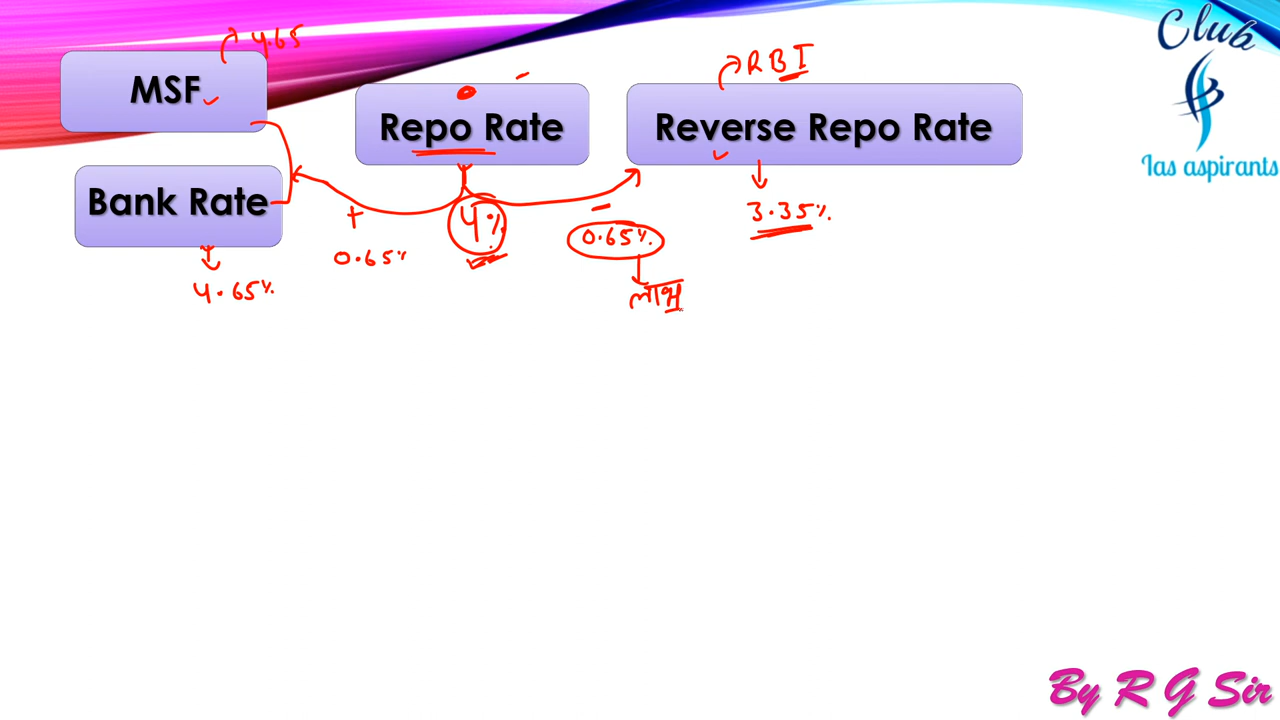 Club
Ias aspirants
4.65
MSF
Bank Rate
4.65%
+
0.65%
Repo Rate
4%
-
0.65%
लाभ
RBI
Reverse Repo Rate
3.35%
By R G Sir